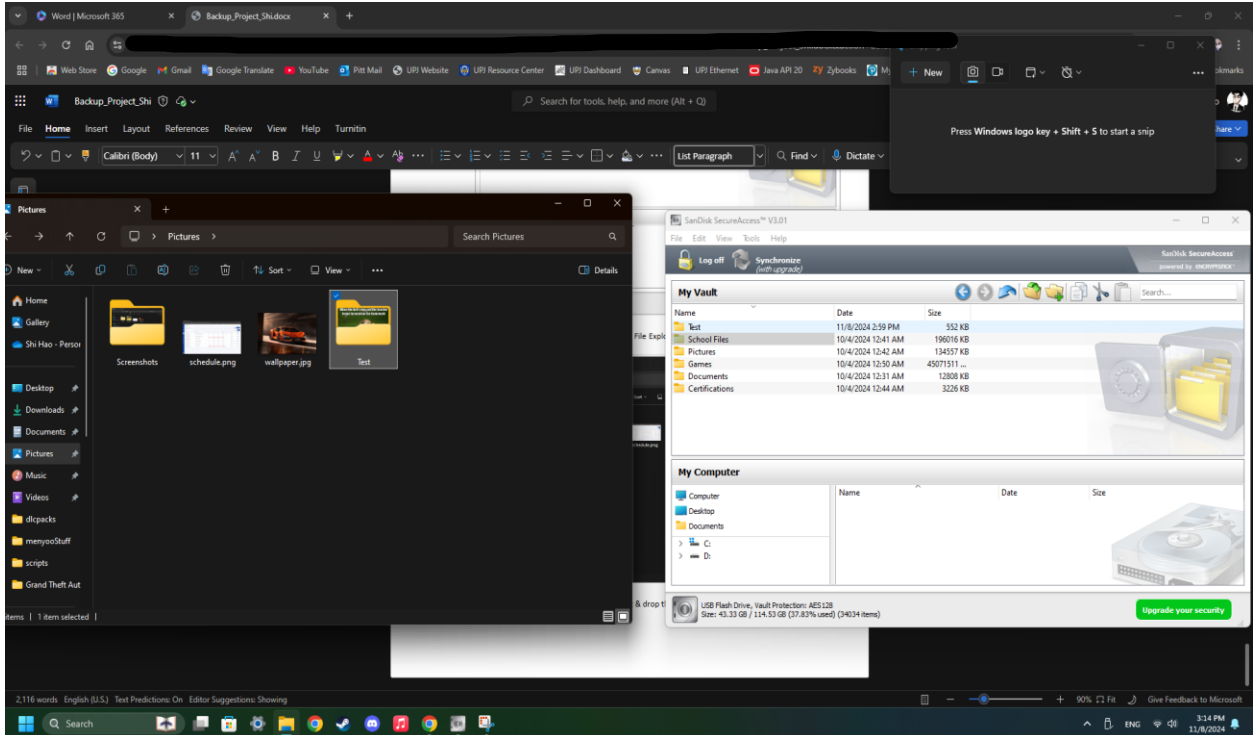 Word | Microsoft 365
Backup_Project_Shi.docx
Web Store Google Gmail Google Translate YouTube Pitt Mail UPJ Website UPJ Resource Center UPJ Dashboard Canvas UPJ Ethernet Java API 20 Zybooks
New
Backup_Project_Shi
Search for tools, help, and more (Alt + Q)
File Home Insert Layout References Review View Help Turnitin
Press Windows logo key + Shift + S to start a snip
Calibri (Body) 11 B I U List Paragraph Find Dictate
Pictures
Pictures
Search Pictures
New Sort View Details
Home
Gallery
Shi Hao - Persor
Desktop
Downloads
Documents
Pictures
Music
Videos
dlcpacks
menyooStuff
scripts
Grand Theft Aut
Screenshots schedule.png wallpaper.jpg Test
items 1 item selected
File Explo
& drop t
SanDisk SecureAccess™ V3.01
File Edit View Tools Help
Log off Synchronize
(with upgrade)
SanDisk SecureAccess
powered by ENCRYPTSTICK
My Vault
Search...
Name Date Size
Test 11/8/2024 2:59 PM 552 KB
School Files 10/4/2024 12:41 AM 196016 KB
Pictures 10/4/2024 12:42 AM 134557 KB
Games 10/4/2024 12:50 AM 45071511 ...
Documents 10/4/2024 12:31 AM 12808 KB
Certifications 10/4/2024 12:44 AM 3226 KB
My Computer
Computer
Desktop
Documents
C:
D:
Name Date Size
USB Flash Drive, Vault Protection: AES128
Size: 43.33 GB / 114.53 GB (37.83% used) (34034 items)
Upgrade your security
2,116 words English (U.S.) Text Predictions: On Editor Suggestions: Showing
90% Fit Give Feedback to Microsoft
Search
ENG
3:14 PM
11/8/2024